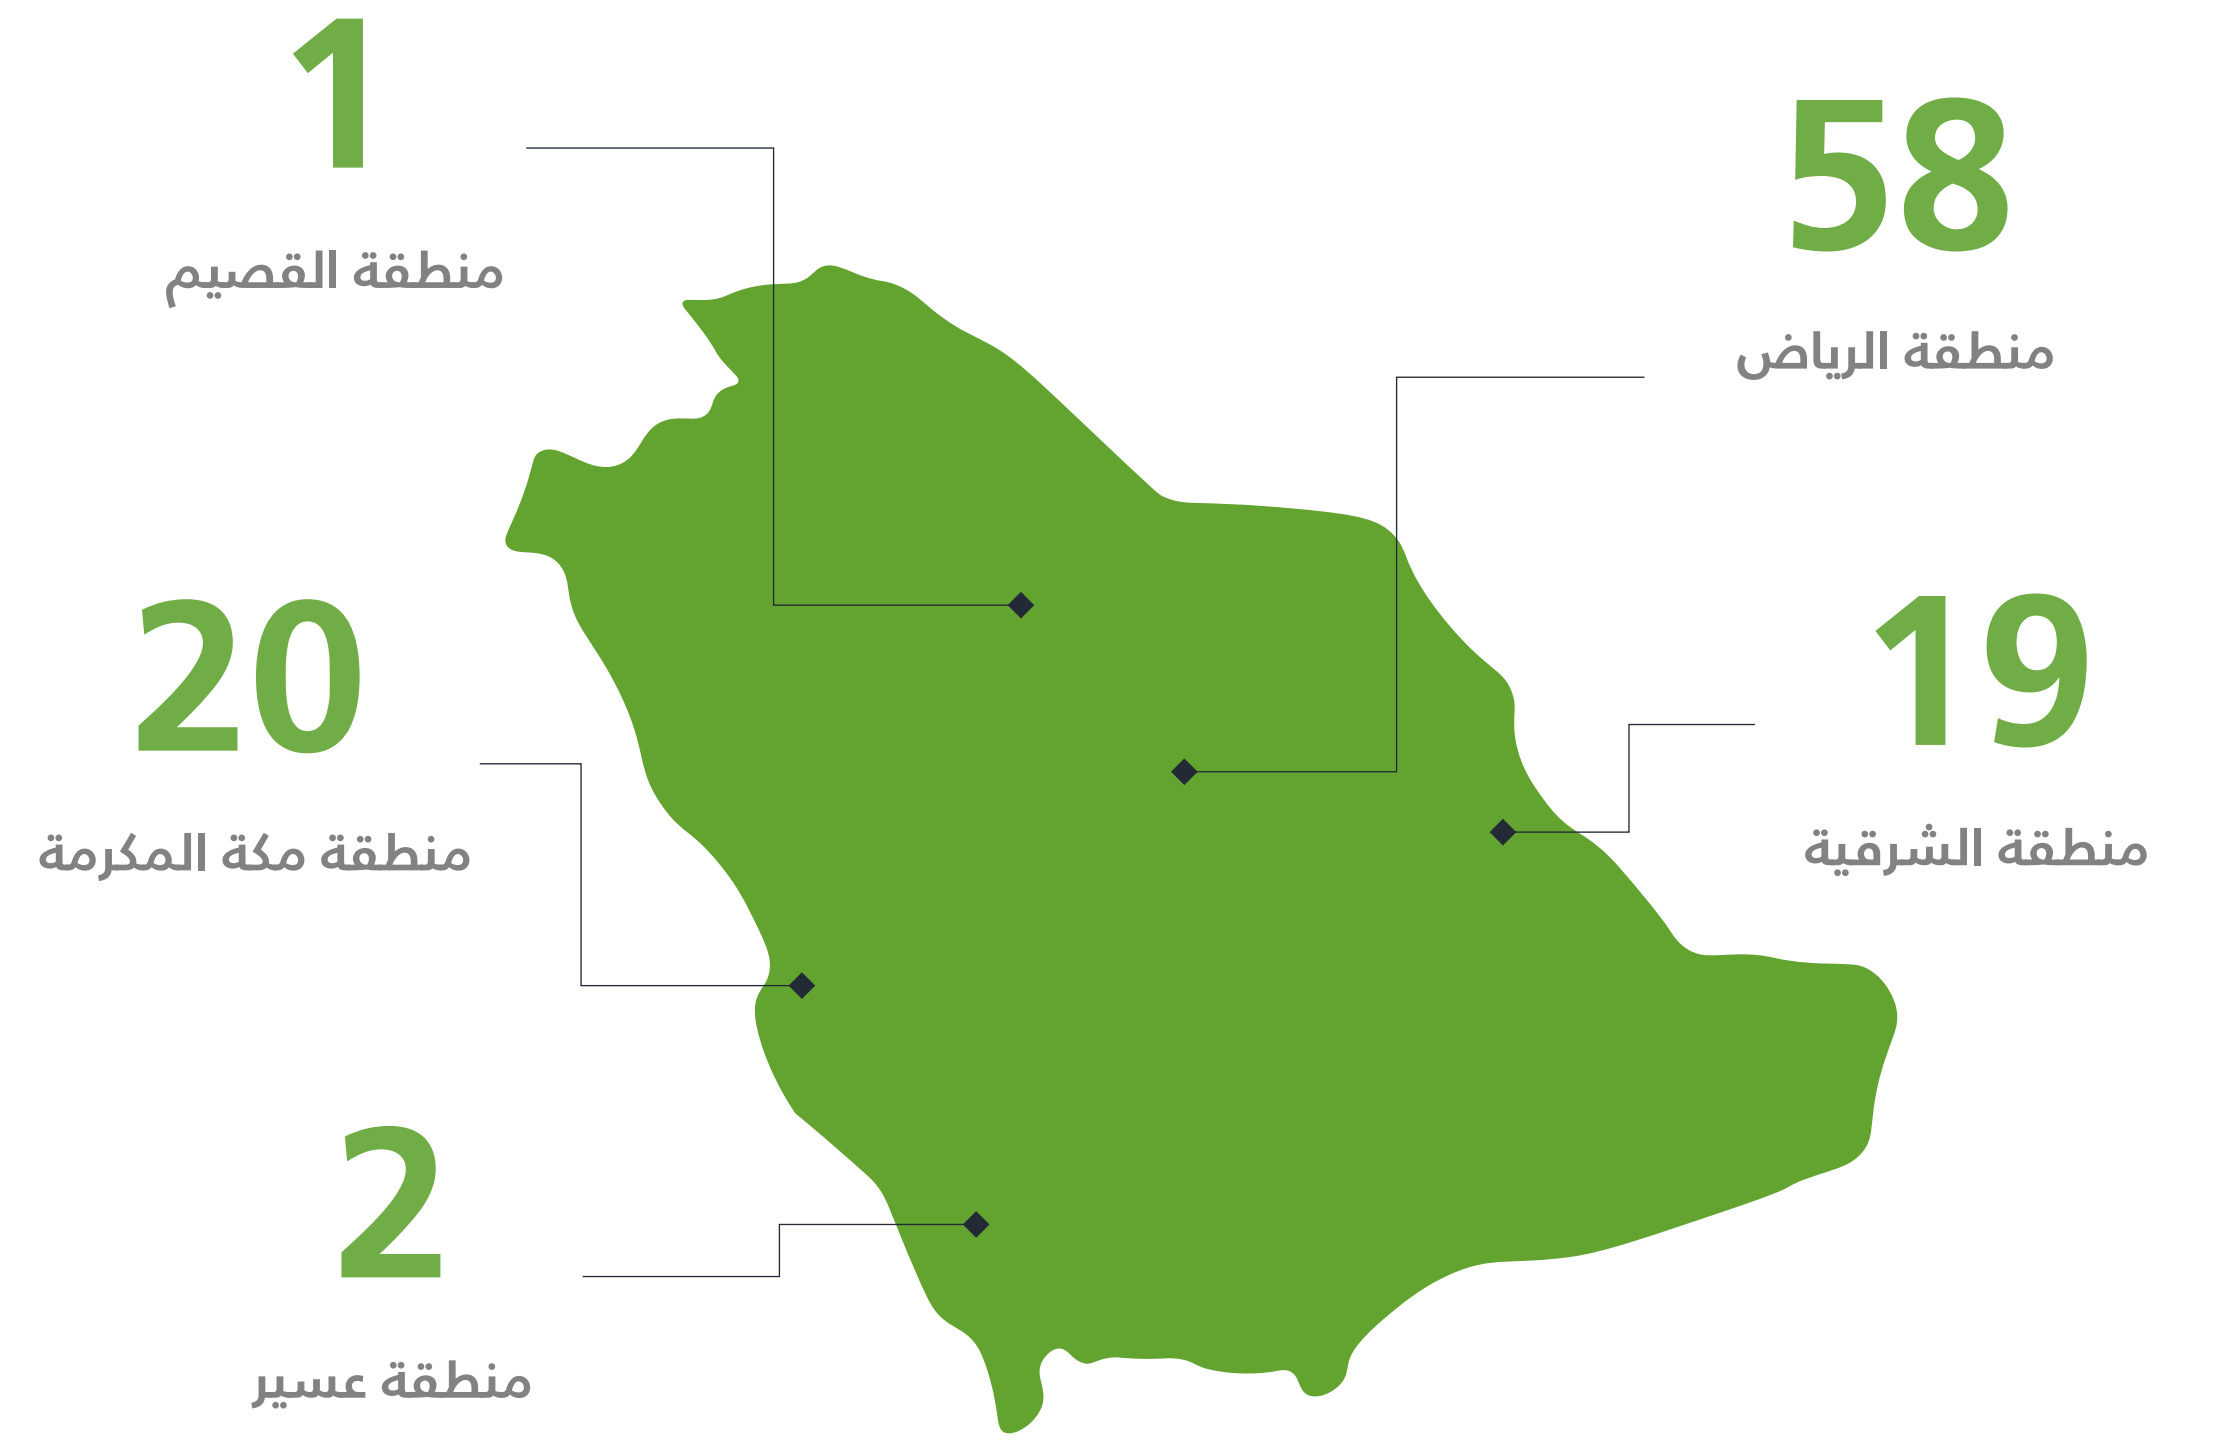 58
منطقة الرياض
19
منطقة الشرقية
1
منطقة القصيم
20
منطقة مكة المكرمة
2
منطقة عسير